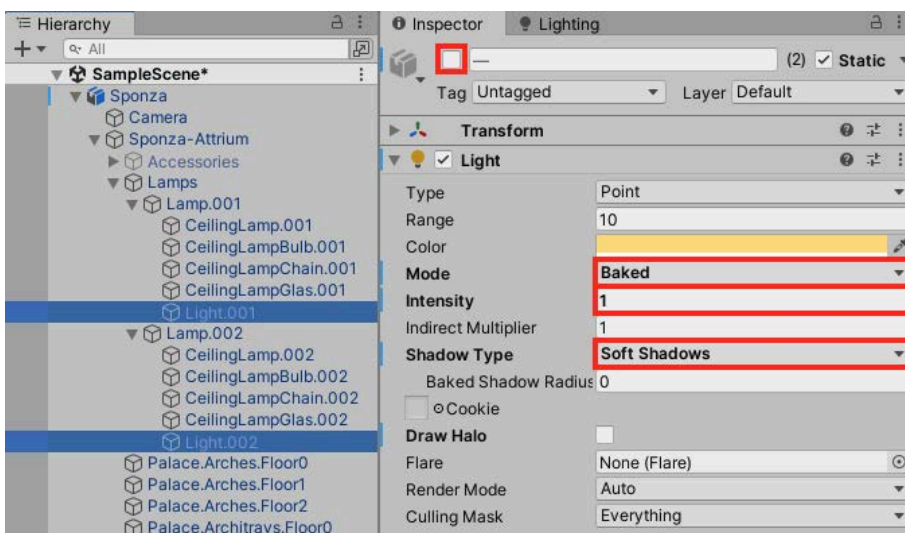 Hierarchy
All
SampleScene*
Sponza
Camera
Sponza-Attrium
Accessories
Lamps
Lamp.001
CeilingLamp.001
CeilingLampBulb.001
CeilingLampChain.001
CeilingLampGlas.001
Light.001
Lamp.002
CeilingLamp.002
CeilingLampBulb.002
CeilingLampChain.002
CeilingLampGlas.002
Light.002
Palace.Arches.Floor0
Palace.Arches.Floor1
Palace.Arches.Floor2
Palace.Architravs.Floor0
Inspector Lighting
— (2) Static
Tag Untagged Layer Default
Transform
Light
Type Point
Range 10
Color
Mode Baked
Intensity 1
Indirect Multiplier 1
Shadow Type Soft Shadows
Baked Shadow Radius 0
Cookie
Draw Halo
Flare None (Flare)
Render Mode Auto
Culling Mask Everything